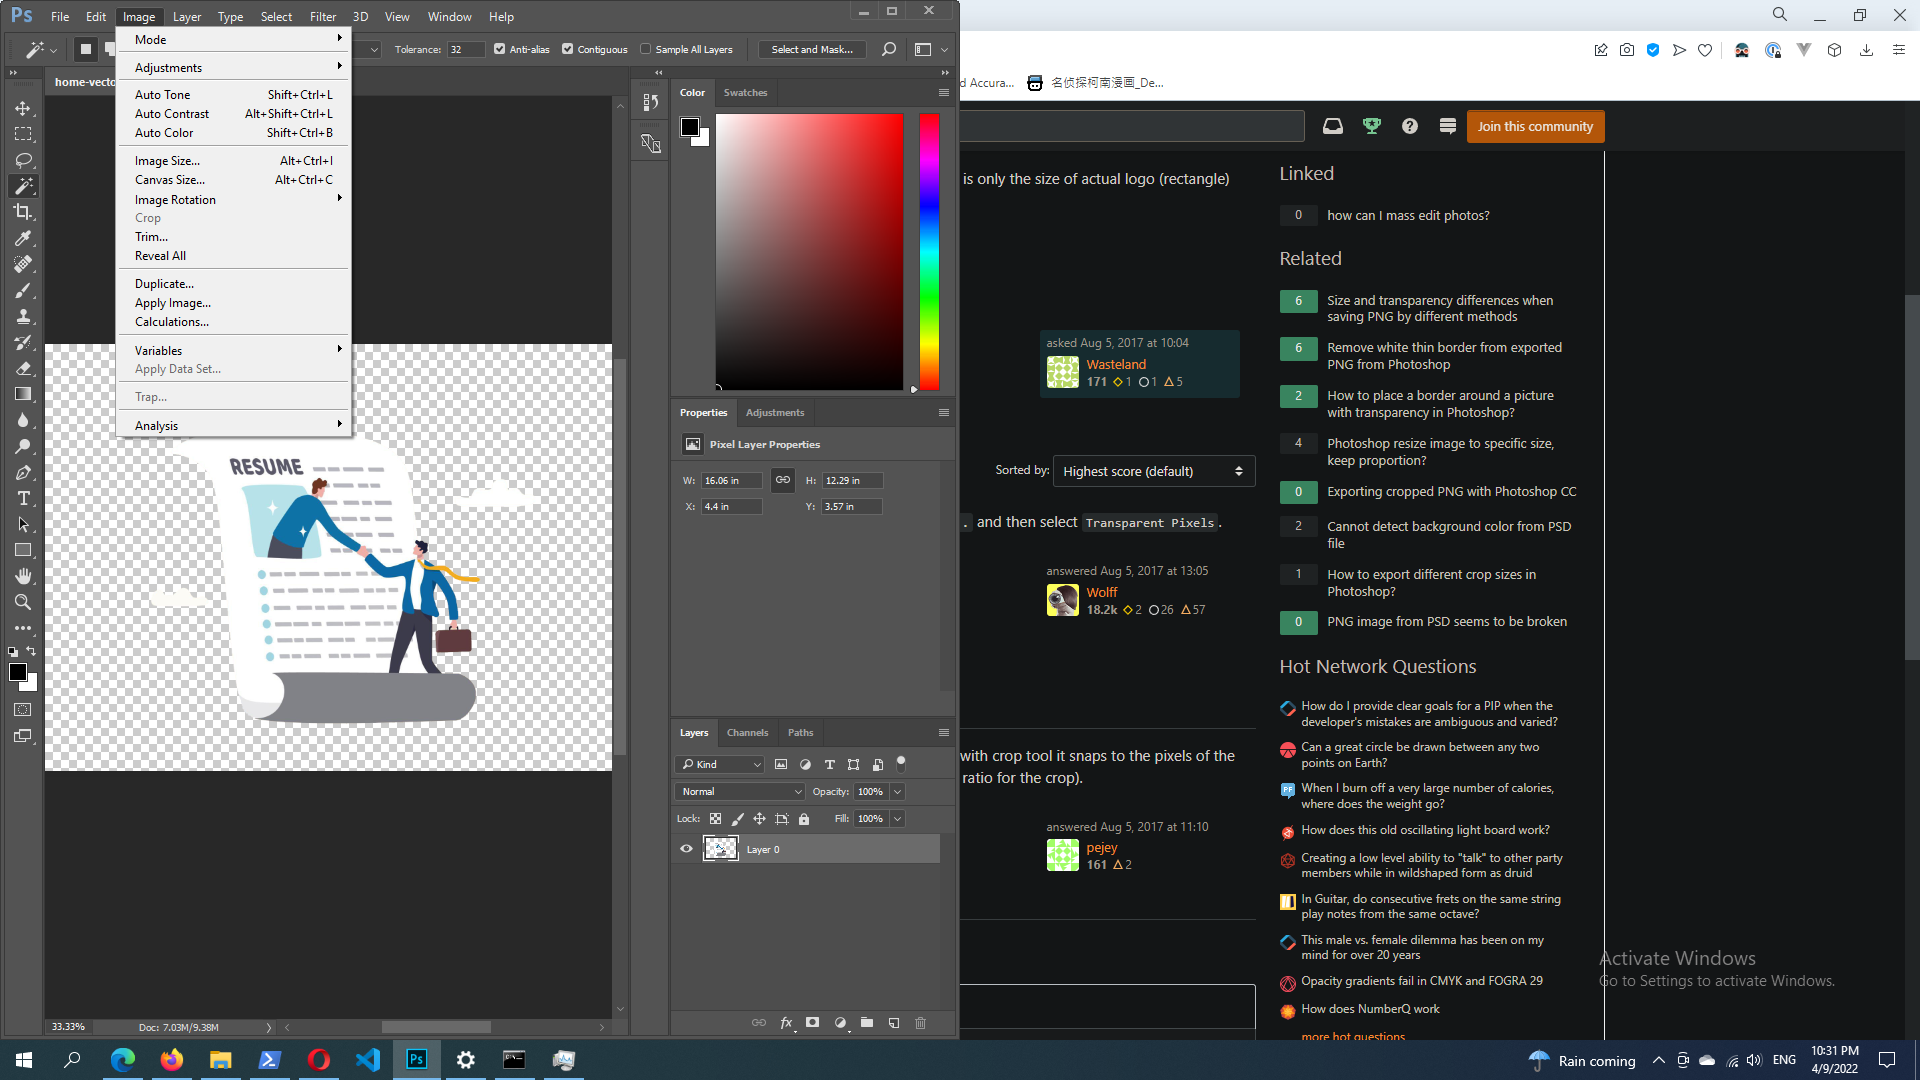 Ps File Edit Image Layer Type Select Filter 3D View Window Help
Tolerance: 32 Anti-alias Contiguous Sample All Layers Select and Mask...
home-vecto
Mode
Adjustments
Auto Tone Shift+Ctrl+L
Auto Contrast Alt+Shift+Ctrl+L
Auto Color Shift+Ctrl+B
Image Size... Alt+Ctrl+I
Canvas Size... Alt+Ctrl+C
Image Rotation
Crop
Trim...
Reveal All
Duplicate...
Apply Image...
Calculations...
Variables
Apply Data Set...
Trap...
Analysis
RESUME
33.33% Doc: 7.03M/9.38M
Color Swatches
Properties Adjustments
Pixel Layer Properties
W: 16.06 in H: 12.29 in
X: 4.4 in Y: 3.57 in
Layers Channels Paths
Kind
Normal Opacity: 100%
Lock: Fill: 100%
Layer 0
fx
d Accura... 名侦探柯南漫画_De...
Join this community
is only the size of actual logo (rectangle)
asked Aug 5, 2017 at 10:04
Wasteland
171 1 1 5
Sorted by: Highest score (default)
. and then select Transparent Pixels.
answered Aug 5, 2017 at 13:05
Wolff
18.2k 2 26 57
with crop tool it snaps to the pixels of the
ratio for the crop).
answered Aug 5, 2017 at 11:10
pejey
161 2
Linked
0 how can I mass edit photos?
Related
6 Size and transparency differences when
saving PNG by different methods
6 Remove white thin border from exported
PNG from Photoshop
2 How to place a border around a picture
with transparency in Photoshop?
4 Photoshop resize image to specific size,
keep proportion?
0 Exporting cropped PNG with Photoshop CC
2 Cannot detect background color from PSD
file
1 How to export different crop sizes in
Photoshop?
0 PNG image from PSD seems to be broken
Hot Network Questions
How do I provide clear goals for a PIP when the
developer's mistakes are ambiguous and varied?
Can a great circle be drawn between any two
points on Earth?
When I burn off a very large number of calories,
where does the weight go?
How does this old oscillating light board work?
Creating a low level ability to "talk" to other party
members while in wildshaped form as druid
In Guitar, do consecutive frets on the same string
play notes from the same octave?
This male vs. female dilemma has been on my
mind for over 20 years
Opacity gradients fail in CMYK and FOGRA 29
How does NumberQ work
more hot questions
Activate Windows
Go to Settings to activate Windows.
Ps
Rain coming ENG 10:31 PM
4/9/2022